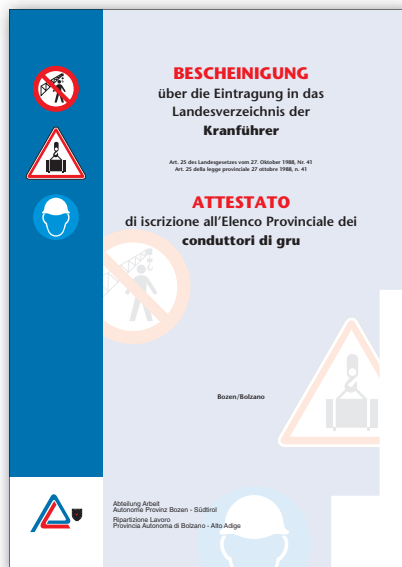 BESCHEINIGUNG
über die Eintragung in das
Landesverzeichnis der
Kranführer
Art. 25 des Landesgesetzes vom 27. Oktober 1988, Nr. 41
Art. 25 della legge provinciale 27 ottobre 1988, n. 41
ATTESTATO
di iscrizione all’Elenco Provinciale dei
conduttori di gru
Bozen/Bolzano
Abteilung Arbeit
Autonome Provinz Bozen - Südtirol
Ripartizione Lavoro
Provincia Autonoma di Bolzano - Alto Adige